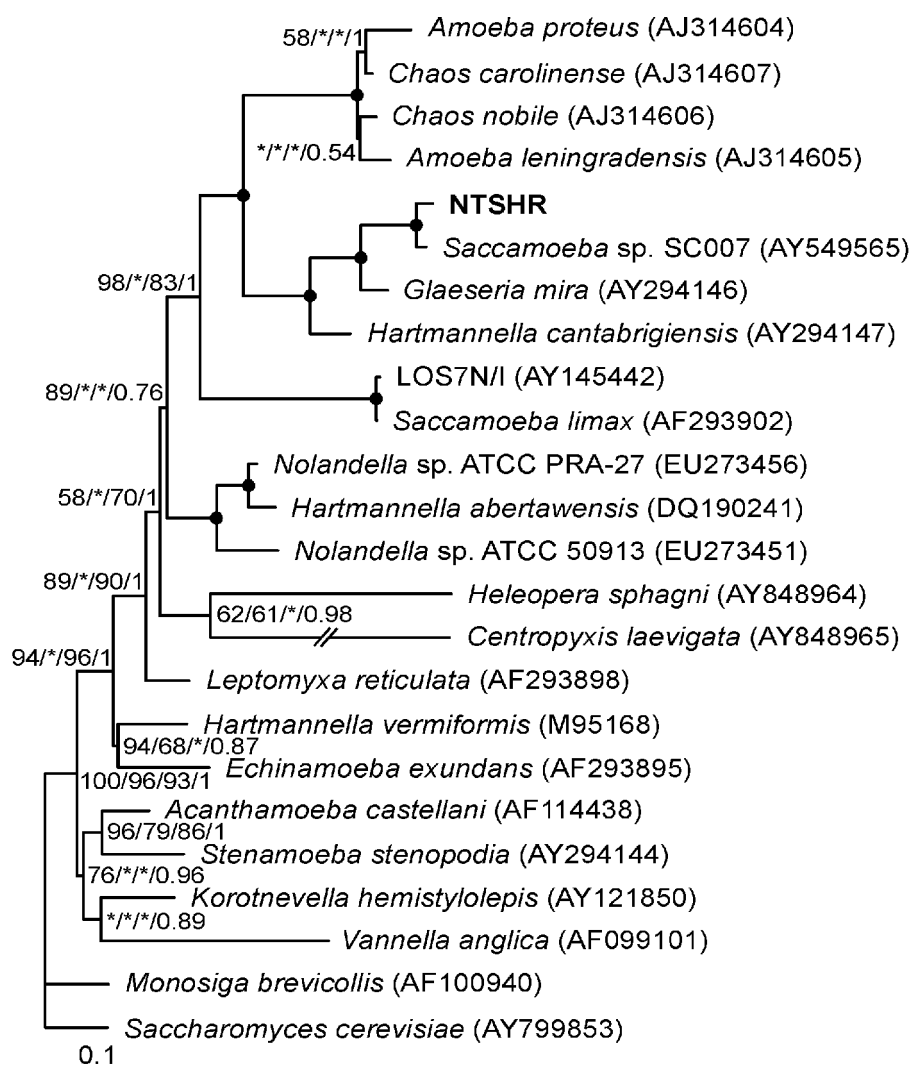 58/*/*/1
Amoeba proteus (AJ314604)
Chaos carolinense (AJ314607)
Chaos nobile (AJ314606)
*/*/*/0.54
Amoeba leningradensis (AJ314605)
NTSHR
Saccamoeba sp. SC007 (AY549565)
98/*/83/1
Glaeseria mira (AY294146)
Hartmannella cantabrigiensis (AY294147)
LOS7N/I (AY145442)
89/*/*/0.76
Saccamoeba limax (AF293902)
Nolandella sp. ATCC PRA-27 (EU273456)
58/*/70/1
Hartmannella abertawensis (DQ190241)
Nolandella sp. ATCC 50913 (EU273451)
89/*/90/1
Heleopera sphagni (AY848964)
62/61/*/0.98
Centropyxis laevigata (AY848965)
94/*/96/1
Leptomyxa reticulata (AF293898)
Hartmannella vermiformis (M95168)
94/68/*/0.87
Echinamoeba exundans (AF293895)
100/96/93/1
Acanthamoeba castellani (AF114438)
96/79/86/1
Stenamoeba stenopodia (AY294144)
76/*/*/0.96
Korotnevella hemistylolepis (AY121850)
*/*/*/0.89
Vannella anglica (AF099101)
Monosiga brevicollis (AF100940)
Saccharomyces cerevisiae (AY799853)
0.1